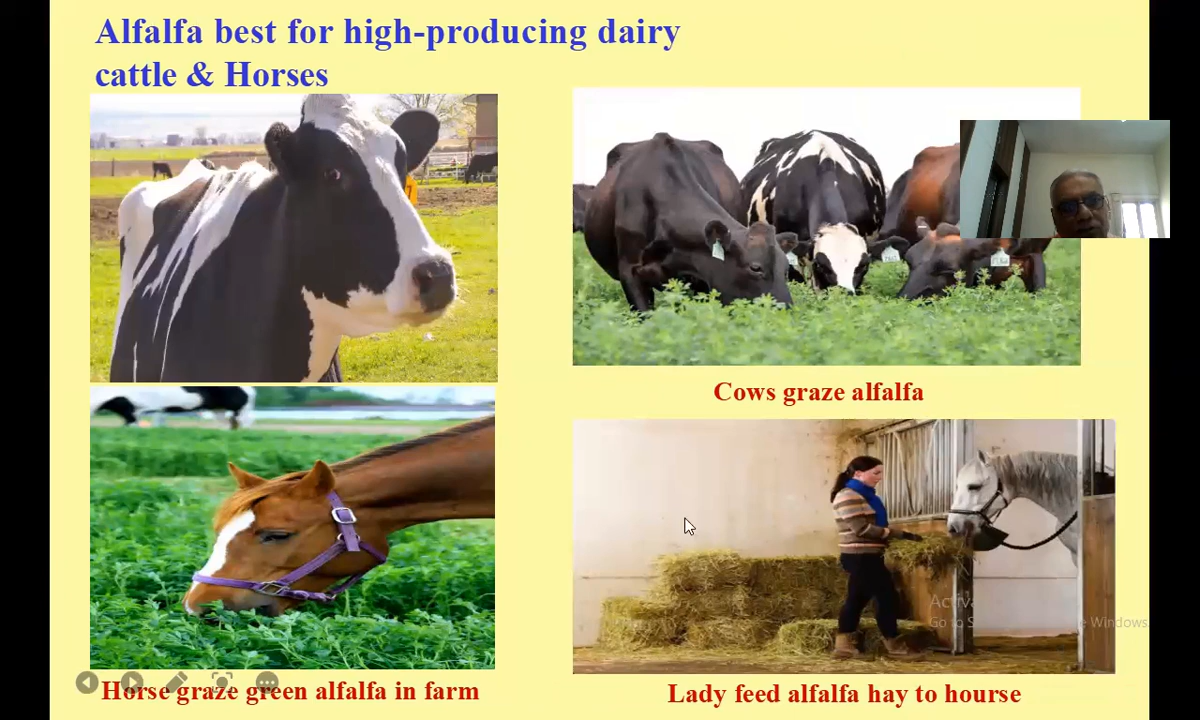 Alfalfa best for high-producing dairy
cattle & Horses
Cows graze alfalfa
Horse graze green alfalfa in farm
Lady feed alfalfa hay to hourse
Windows